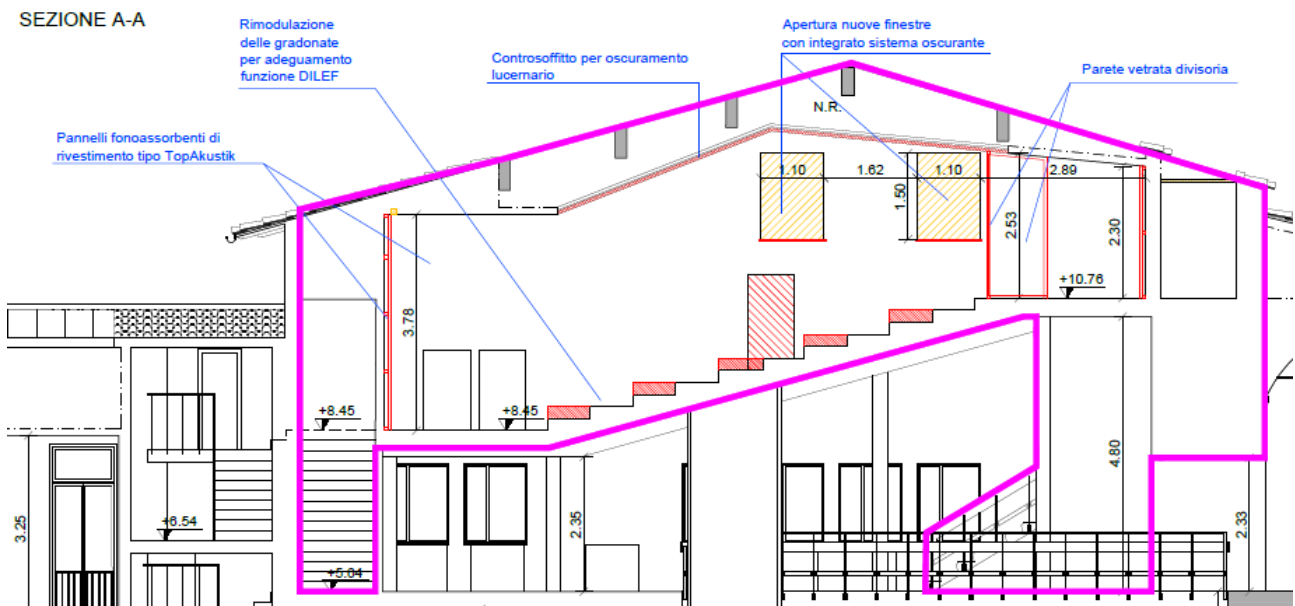 SEZIONE A-A
Rimodulazione
delle gradonate
per adeguamento
funzione DILEF
Controsoffitto per oscuramento
lucernario
Apertura nuove finestre
con integrato sistema oscurante
Parete vetrata divisoria
Pannelli fonoassorbenti di
rivestimento tipo TopAkustik
N.R.
1.10
1.62
1.10
2.89
1.50
2.53
2.30
+10.76
3.78
+8.45
+8.45
4.80
3.25
+6.54
2.35
2.33
+5.04